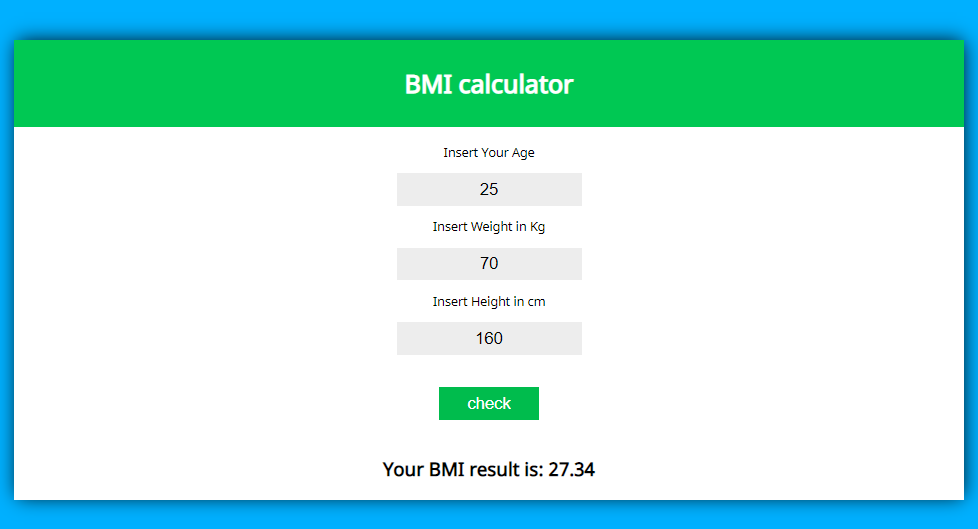 BMI calculator
Insert Your Age
25
Insert Weight in Kg
70
Insert Height in cm
160
check
Your BMI result is: 27.34